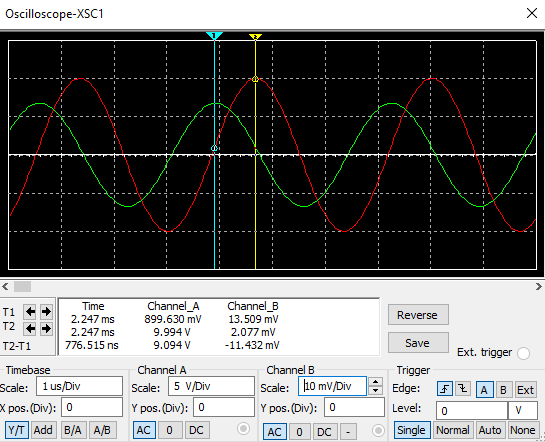 Oscilloscope-XSC1
1
2
Time Channel_A Channel_B
T1 2.247 ms 899.630 mV 13.509 mV
T2 2.247 ms 9.994 V 2.077 mV
T2-T1 776.515 ns 9.094 V -11.432 mV
Reverse
Save
Ext. trigger
Timebase
Scale: 1 us/Div
X pos.(Div): 0
Y/T Add B/A A/B
Channel A
Scale: 5 V/Div
Y pos.(Div): 0
AC 0 DC
Channel B
Scale: 10 mV/Div
Y pos.(Div): 0
AC 0 DC -
Trigger
Edge: A B Ext
Level: 0 V
Single Normal Auto None